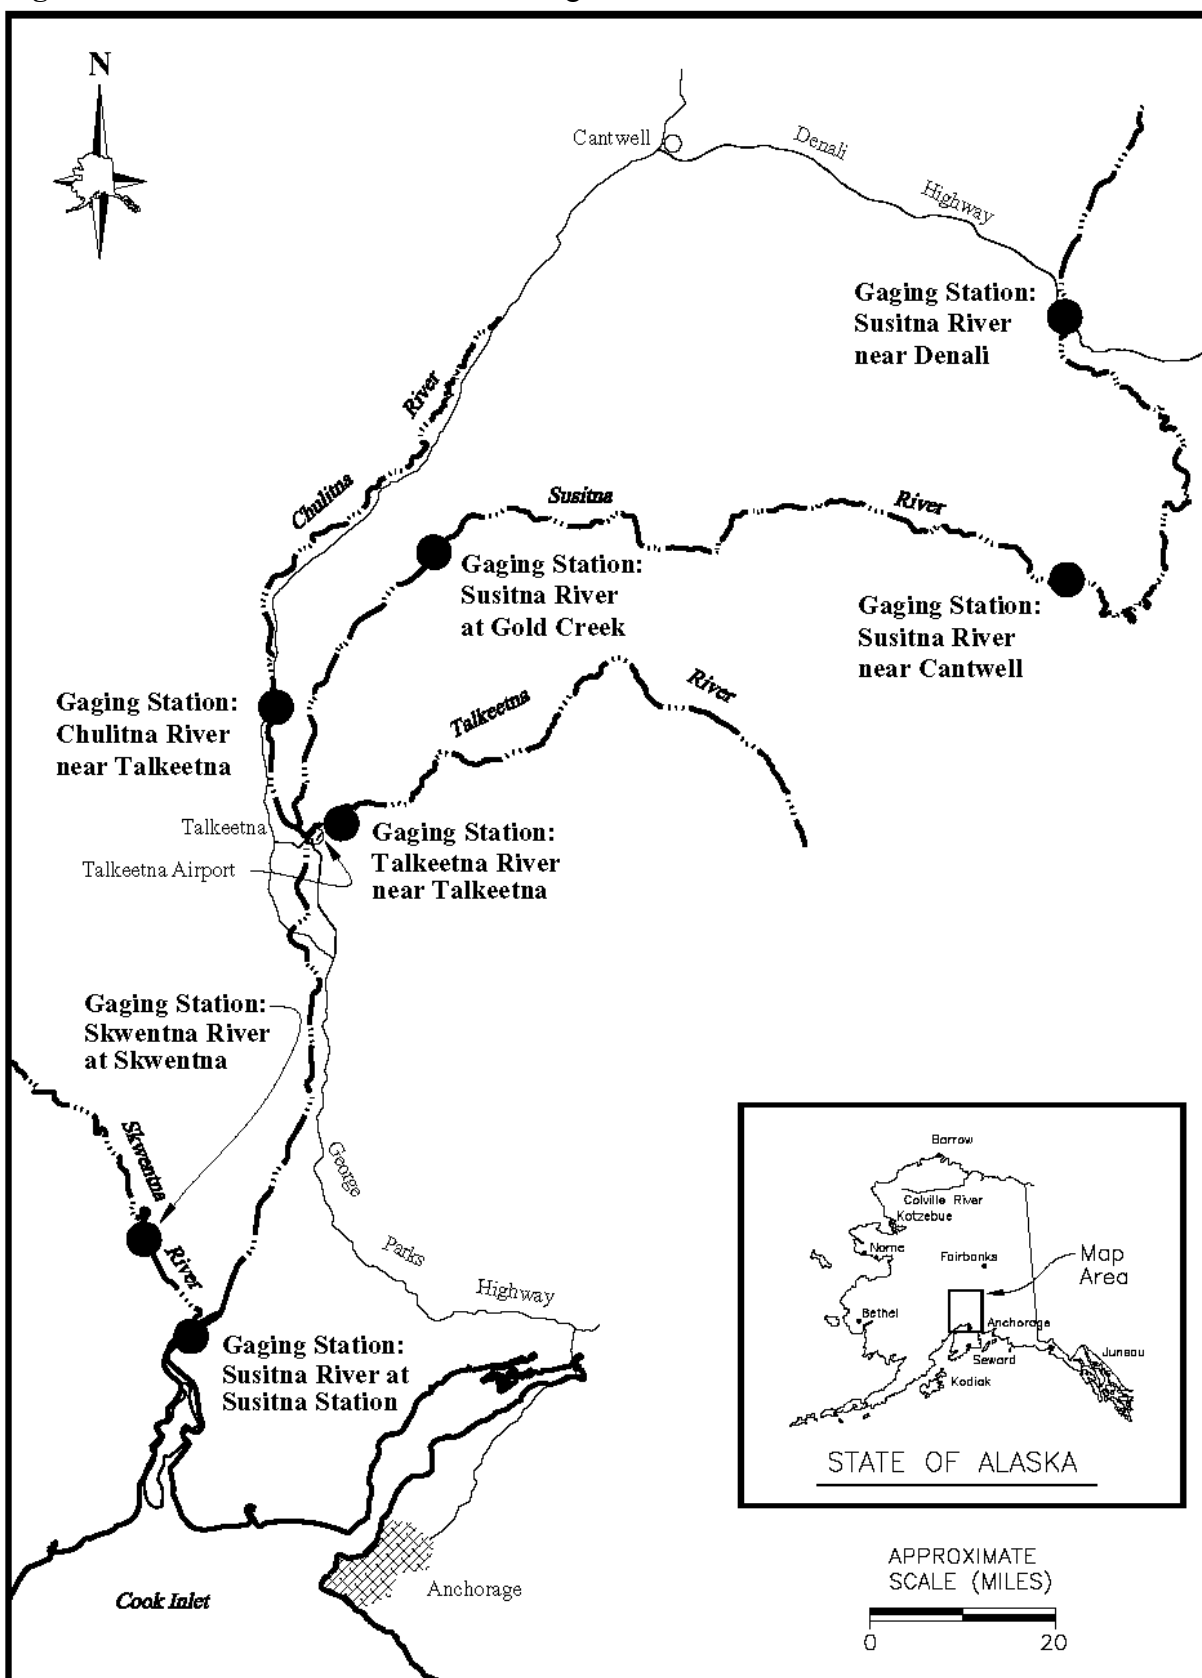 N
Cantwell
Denali
Highway
Gaging Station:
Susitna River
near Denali
River
Chulitna
Susitna
River
Gaging Station:
Susitna River
at Gold Creek
Gaging Station:
Susitna River
near Cantwell
River
Talkeetna
Gaging Station:
Chulitna River
near Talkeetna
Talkeetna
Talkeetna Airport
Gaging Station:
Talkeetna River
near Talkeetna
Gaging Station:
Skwentna River
at Skwentna
Skwentna
River
George
Parks
Highway
Gaging Station:
Susitna River at
Susitna Station
Cook Inlet
Anchorage
Barrow
Colville River
Kotzebue
Nome
Fairbanks
Map
Area
Bethel
Anchorage
Seward
Juneau
Kodiak
STATE OF ALASKA
APPROXIMATE
SCALE (MILES)
0 20